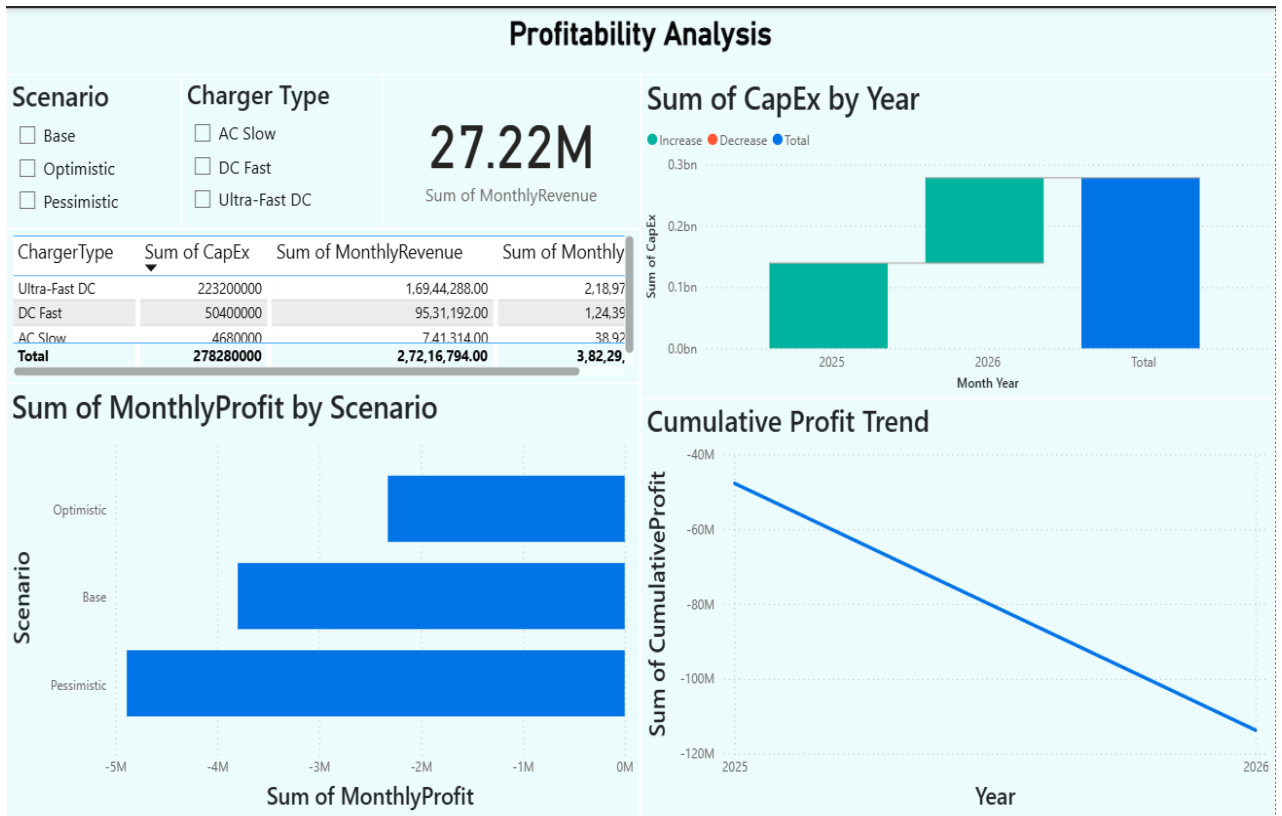 Profitability Analysis
Scenario
Base
Optimistic
Pessimistic
Charger Type
AC Slow
DC Fast
Ultra-Fast DC
27.22M
Sum of MonthlyRevenue
ChargerType Sum of CapEx Sum of MonthlyRevenue Sum of Monthly
Ultra-Fast DC 223200000 1,69,44,288.00 2,18,97
DC Fast 50400000 95,31,192.00 1,24,39
AC Slow 4680000 7,41,314.00 38,92
Total 278280000 2,72,16,794.00 3,82,29,
Sum of CapEx by Year
Increase Decrease Total
0.3bn
0.2bn
0.1bn
0.0bn
Sum of CapEx
2025 2026 Total
Month Year
Sum of MonthlyProfit by Scenario
Scenario
Optimistic
Base
Pessimistic
-5M -4M -3M -2M -1M 0M
Sum of MonthlyProfit
Cumulative Profit Trend
Sum of CumulativeProfit
-40M
-60M
-80M
-100M
-120M
2025 2026
Year